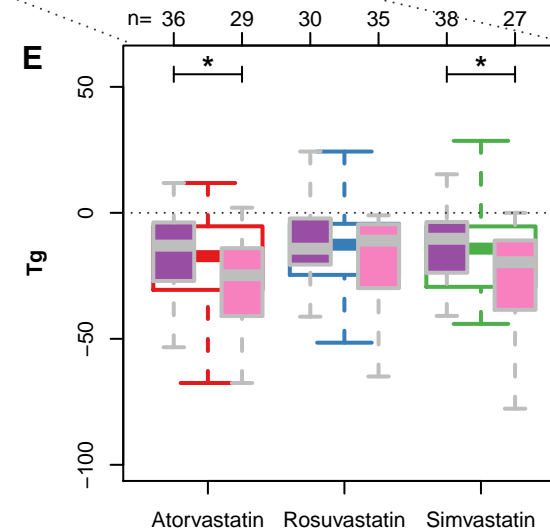 n= 36 29 30 35 38 27
E
* *
50
0
Tg
−50
−100
Atorvastatin Rosuvastatin Simvastatin